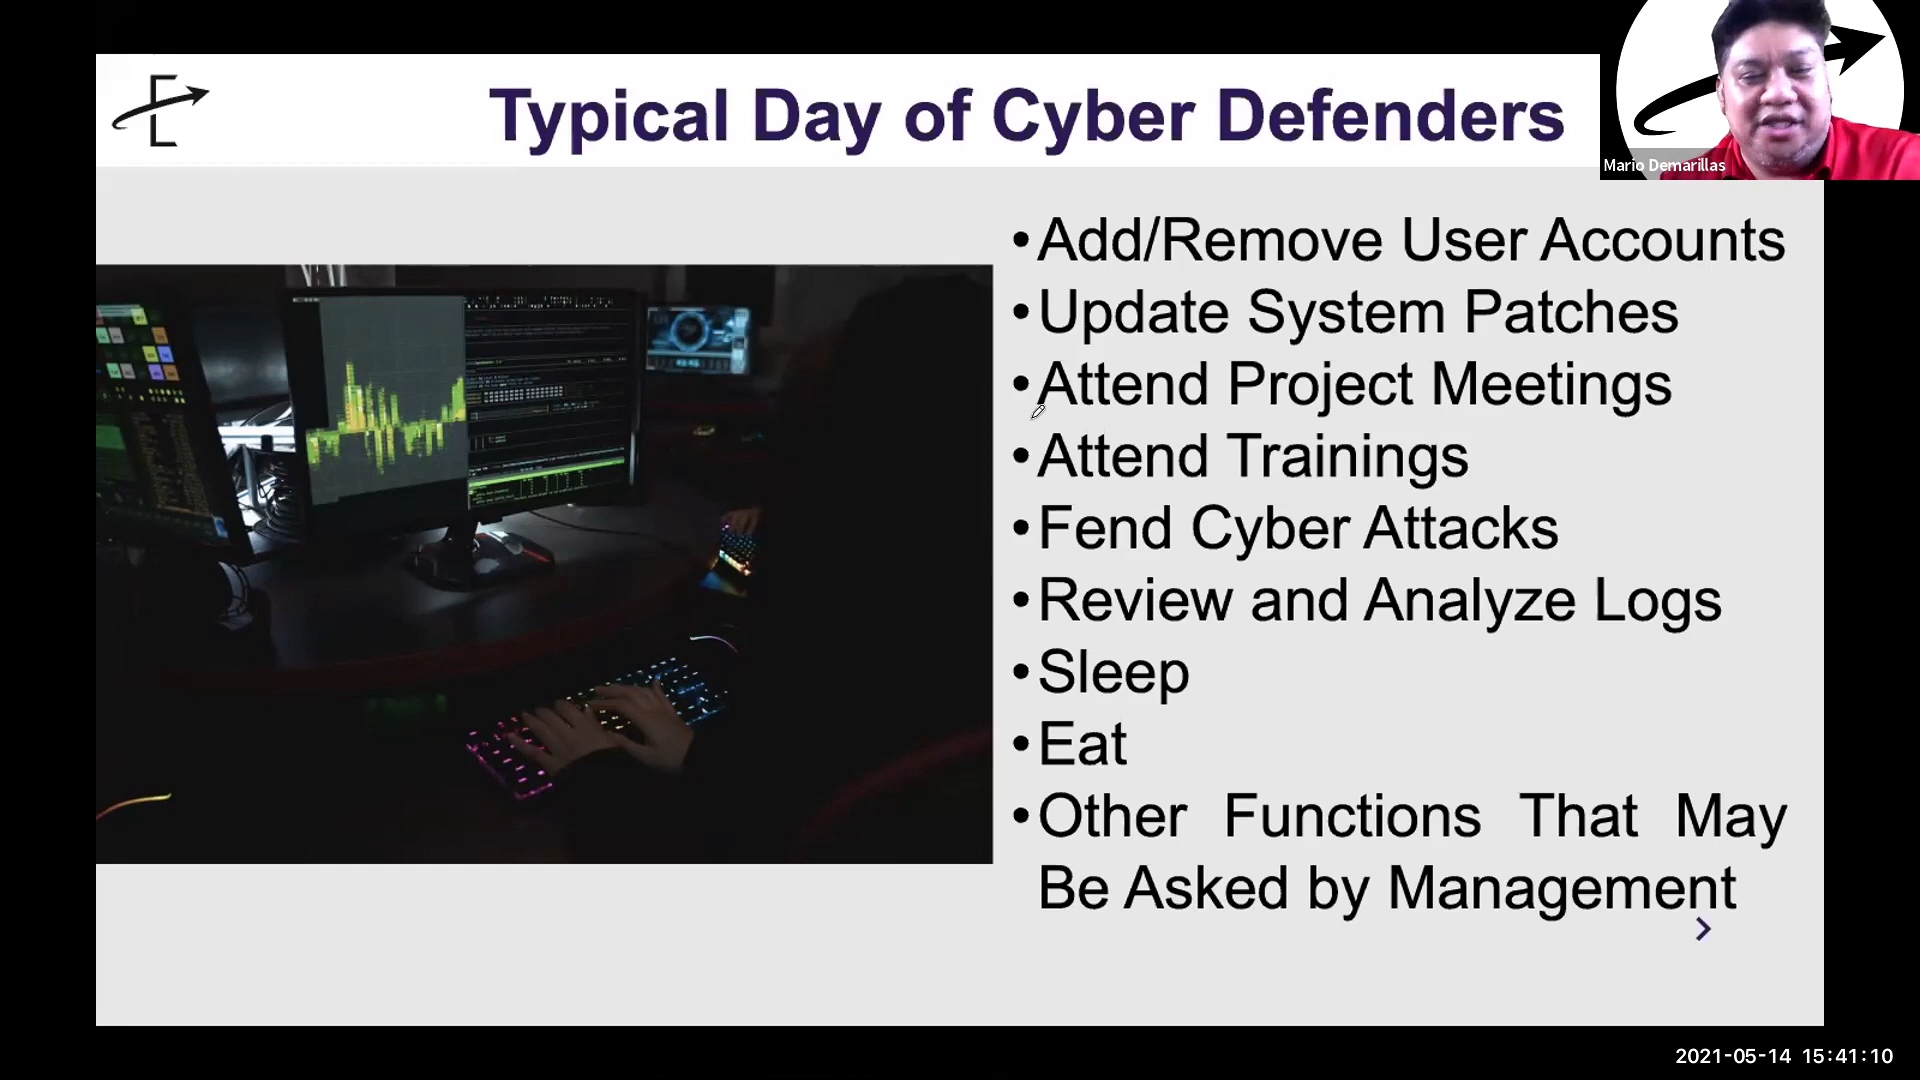 Typical Day of Cyber Defenders
Mario Demarillas
•Add/Remove User Accounts
•Update System Patches
•Attend Project Meetings
•Attend Trainings
•Fend Cyber Attacks
•Review and Analyze Logs
•Sleep
•Eat
•Other Functions That May
Be Asked by Management
2021-05-14 15:41:10